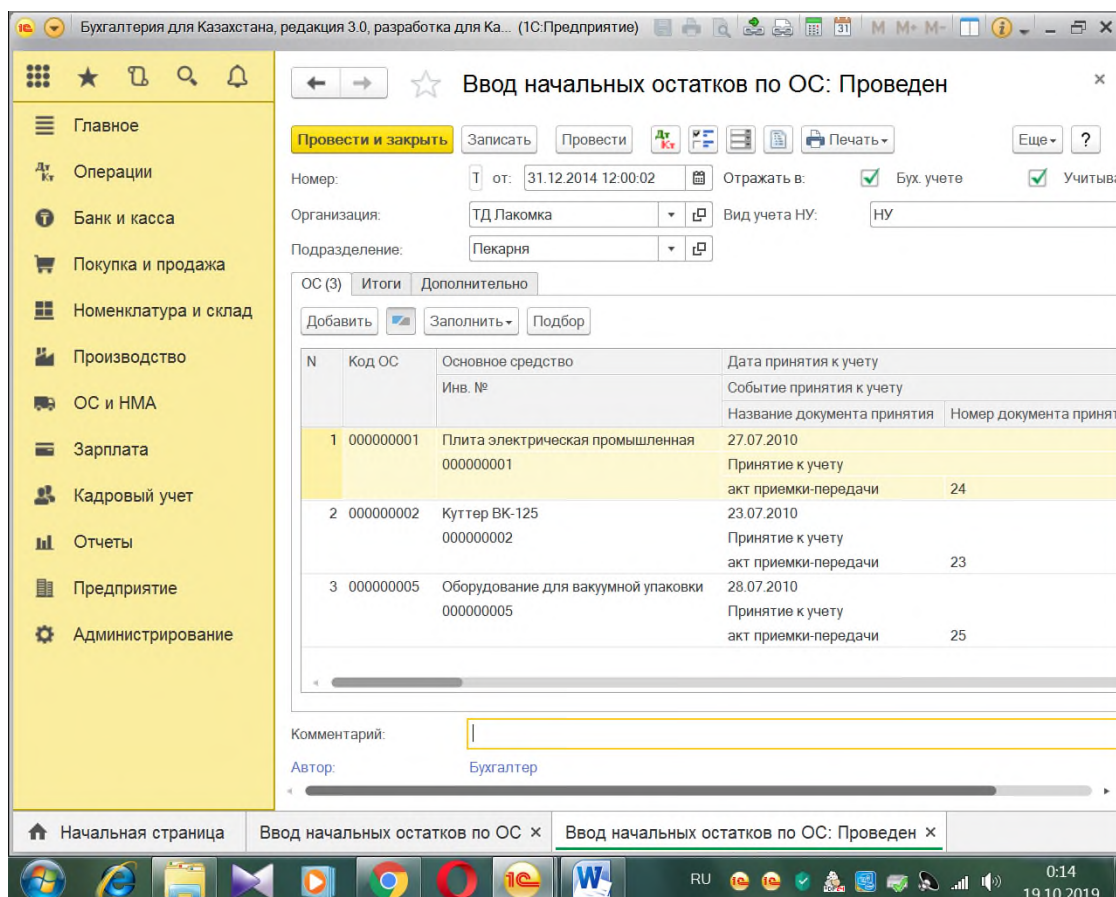 Бухгалтерия для Казахстана, редакция 3.0, разработка для Ка... (1С:Предприятие) 31 M M+ M-
Ввод начальных остатков по ОС: Проведен
Главное
Операции
Банк и касса
Покупка и продажа
Номенклатура и склад
Производство
ОС и НМА
Зарплата
Кадровый учет
Отчеты
Предприятие
Администрирование
Провести и закрыть Записать Провести Дт Кт Печать Еще ?
Номер: Т от: 31.12.2014 12:00:02 Отражать в: Бух. учете Учитыва
Организация: ТД Лакомка Вид учета НУ: НУ
Подразделение: Пекарня
ОС (3) Итоги Дополнительно
Добавить Заполнить Подбор
N Код ОС Основное средство Дата принятия к учету
Инв. № Событие принятия к учету
Название документа принятия Номер документа принят
1 000000001 Плита электрическая промышленная 27.07.2010
000000001 Принятие к учету
акт приемки-передачи 24
2 000000002 Куттер ВК-125 23.07.2010
000000002 Принятие к учету
акт приемки-передачи 23
3 000000005 Оборудование для вакуумной упаковки 28.07.2010
000000005 Принятие к учету
акт приемки-передачи 25
Комментарий:
Автор: Бухгалтер
Начальная страница Ввод начальных остатков по ОС × Ввод начальных остатков по ОС: Проведен ×
RU 0:14
19.10.2019